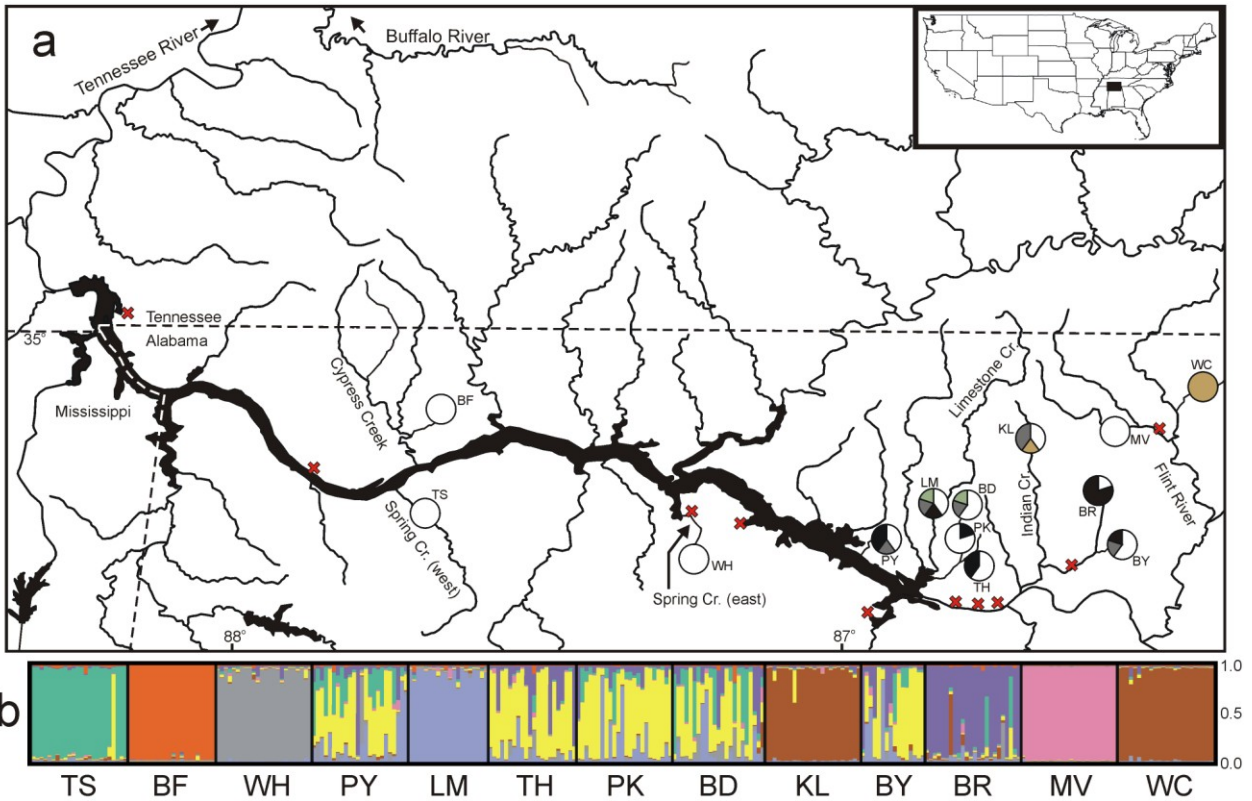 a
Tennessee River
Buffalo River
35°
Tennessee
Alabama
Mississippi
Cypress Creek
BF
TS
Spring Cr. (west)
WH
Spring Cr. (east)
Limestone Cr.
WC
KL
MV
Flint River
LM
BD
BR
Indian Cr.
PK
PY
BY
TH
88°
87°
b
1.0
0.5
0.0
TS BF WH PY LM TH PK BD KL BY BR MV WC